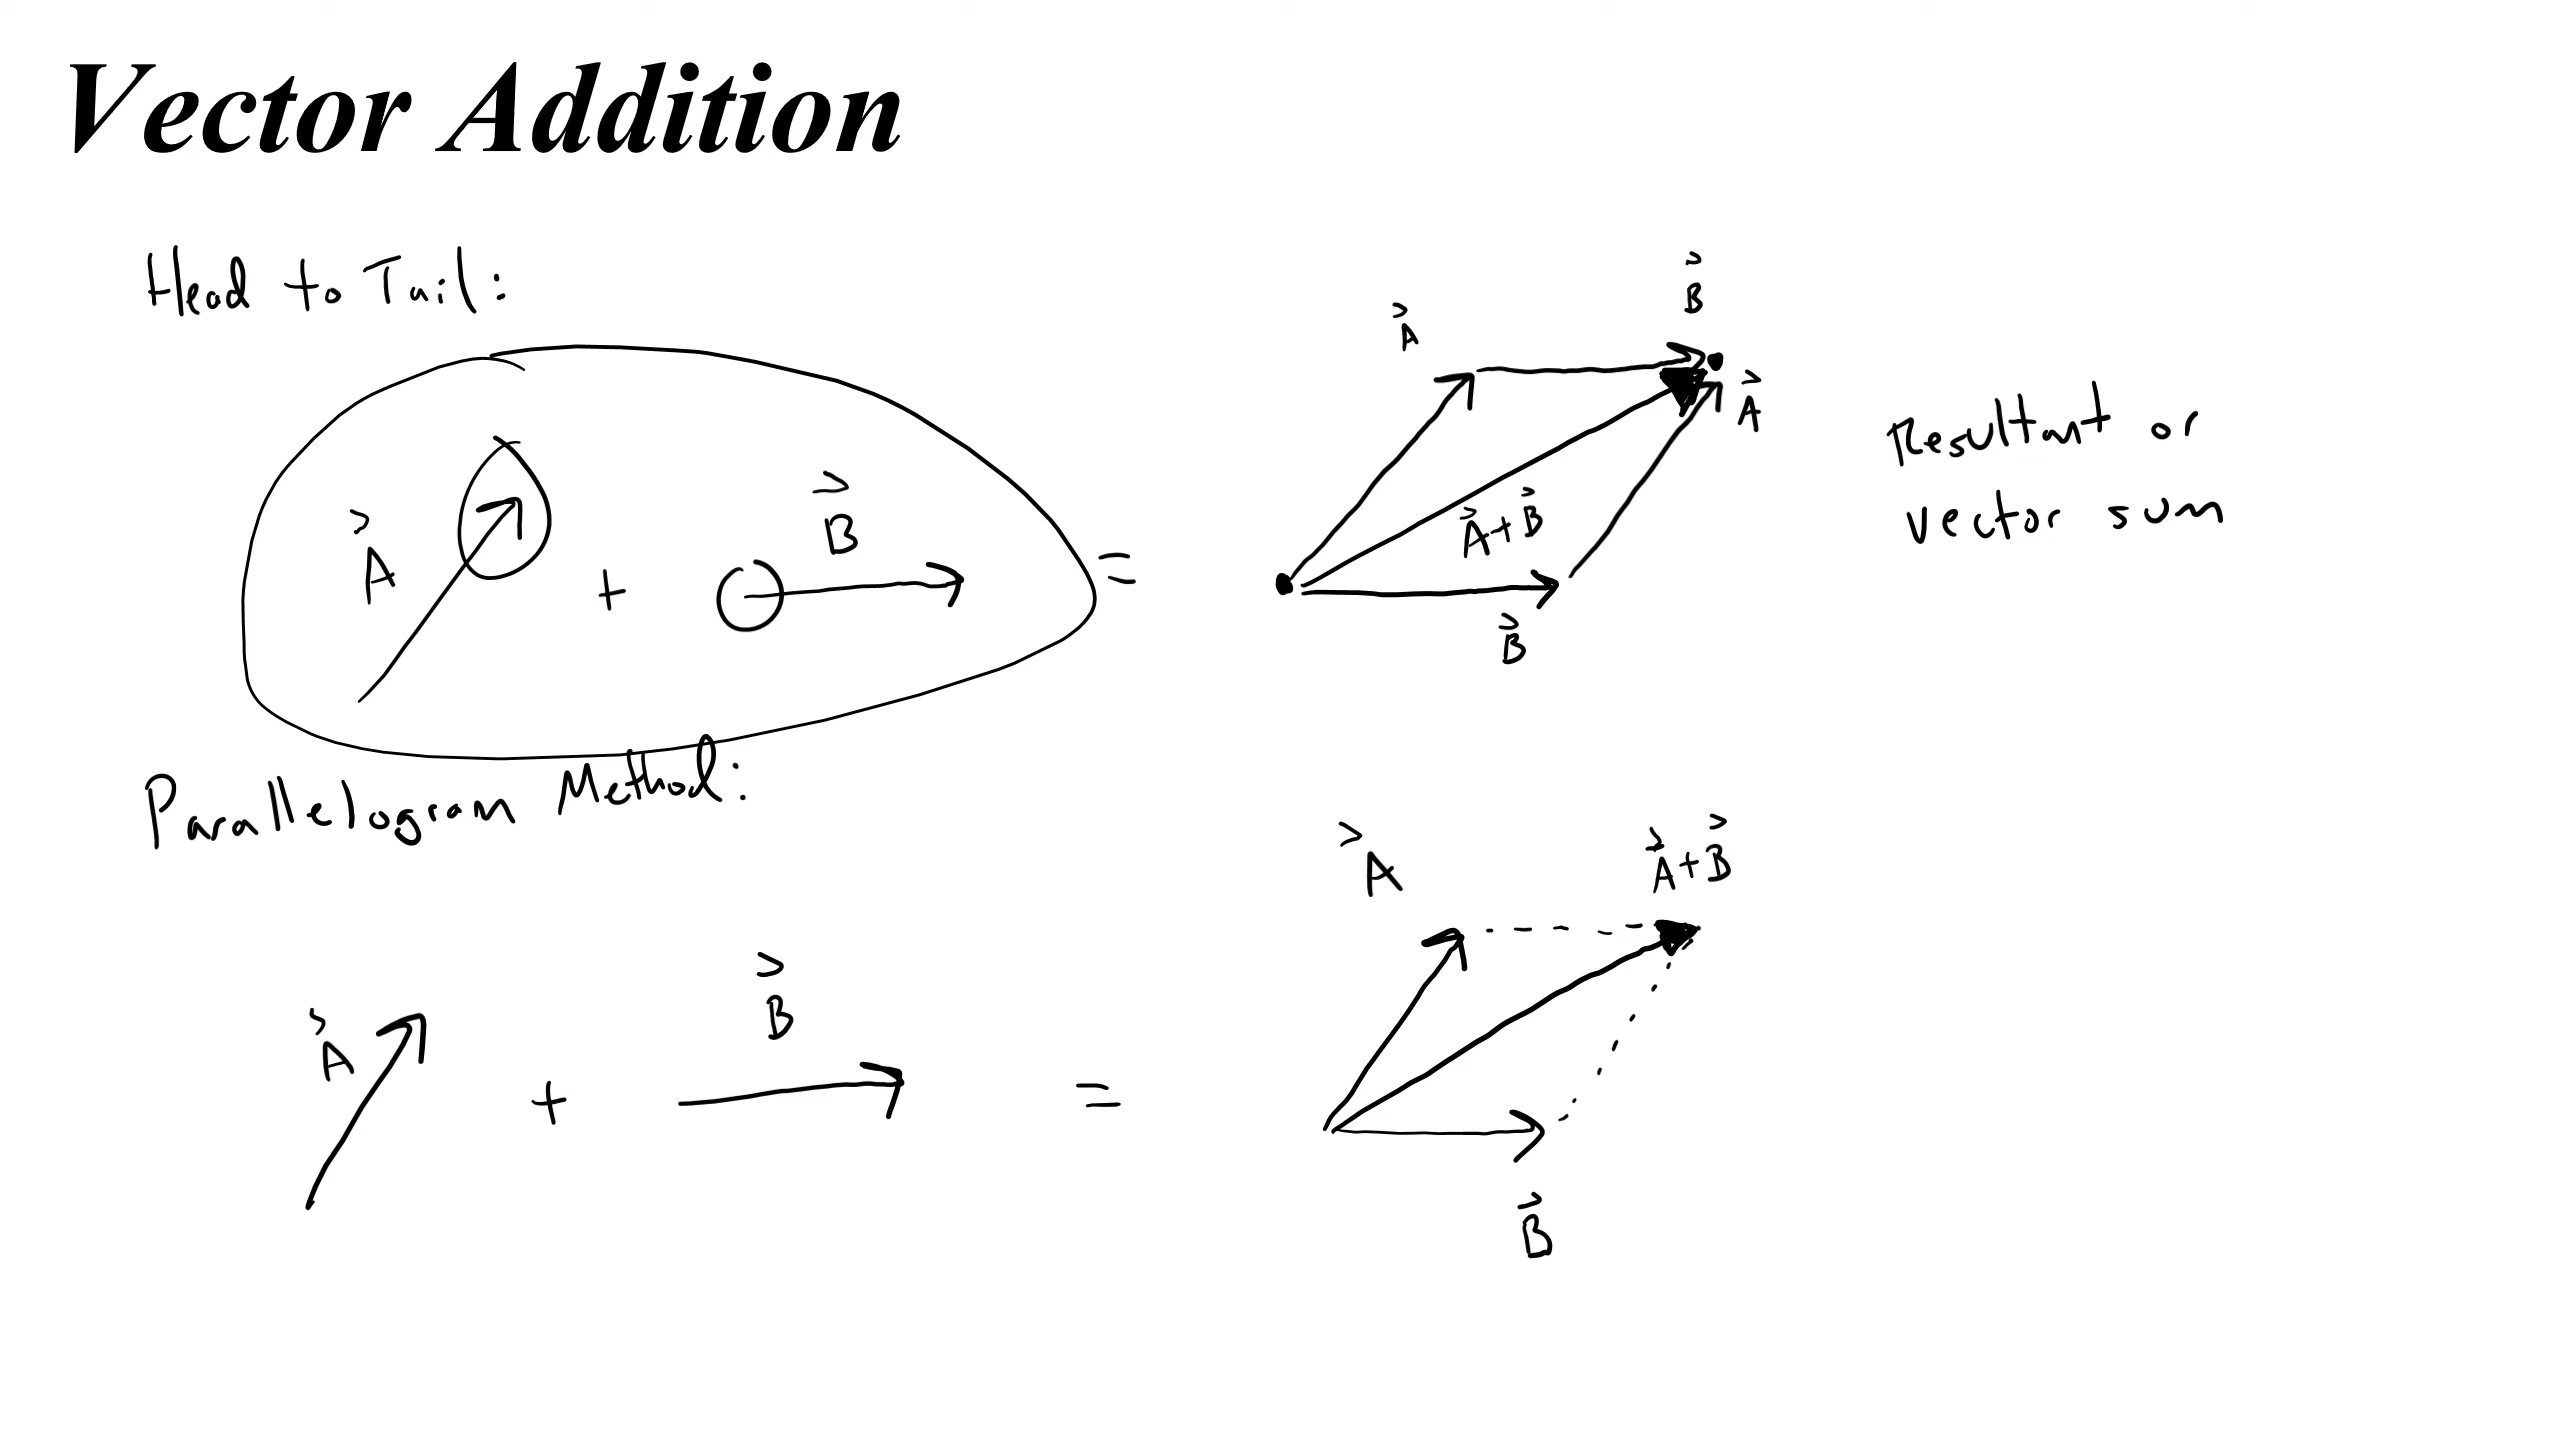 Vector Addition
Head to Tail:
A⃗ + B⃗ =
A⃗
B⃗
A⃗
A⃗+B⃗
B⃗
Resultant or
vector sum
Parallelogram Method:
A⃗ + B⃗ =
A⃗
A⃗+B⃗
B⃗